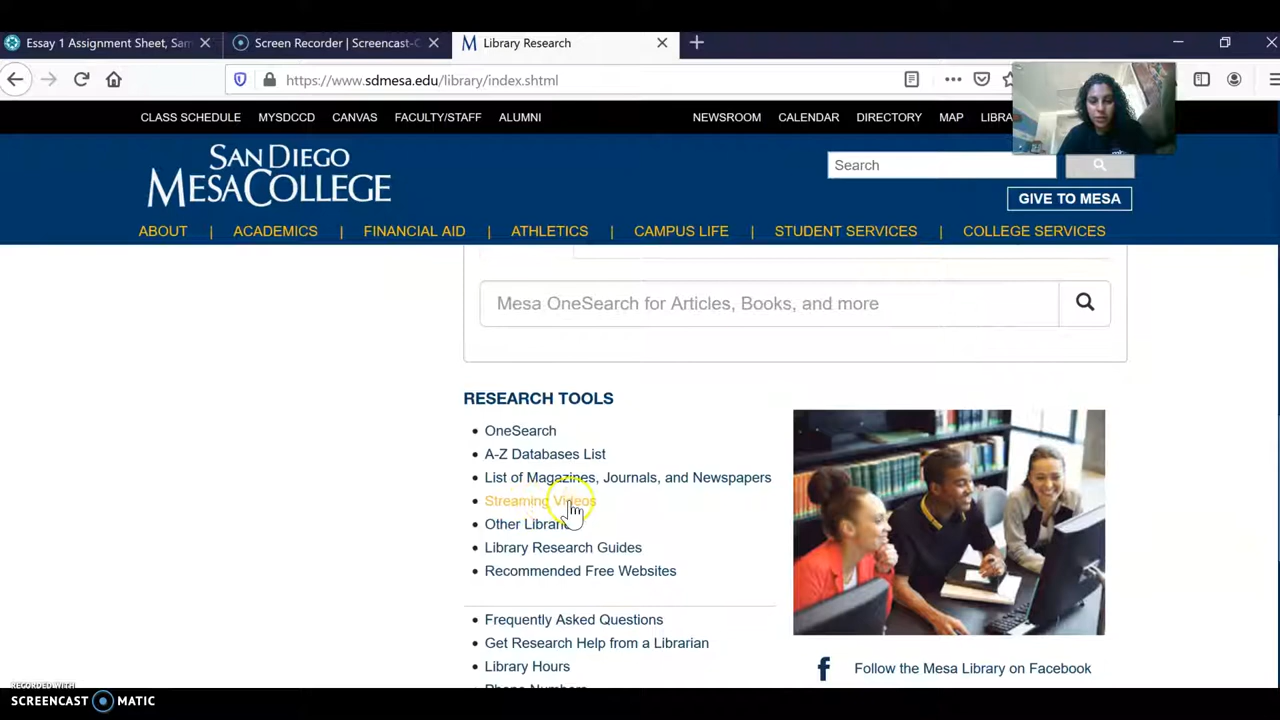 Essay 1 Assignment Sheet, Sam
Screen Recorder | Screencast-O
Library Research
https://www.sdmesa.edu/library/index.shtml
CLASS SCHEDULE MYSDCCD CANVAS FACULTY/STAFF ALUMNI NEWSROOM CALENDAR DIRECTORY MAP LIBRA
SAN DIEGO
MESA COLLEGE
Search
GIVE TO MESA
ABOUT | ACADEMICS | FINANCIAL AID | ATHLETICS | CAMPUS LIFE | STUDENT SERVICES | COLLEGE SERVICES
Mesa OneSearch for Articles, Books, and more
RESEARCH TOOLS
OneSearch
A-Z Databases List
List of Magazines, Journals, and Newspapers
Streaming Videos
Other Librari
Library Research Guides
Recommended Free Websites
Frequently Asked Questions
Get Research Help from a Librarian
Library Hours
Phone Numbers
f Follow the Mesa Library on Facebook
RECORDED WITH
SCREENCAST MATIC